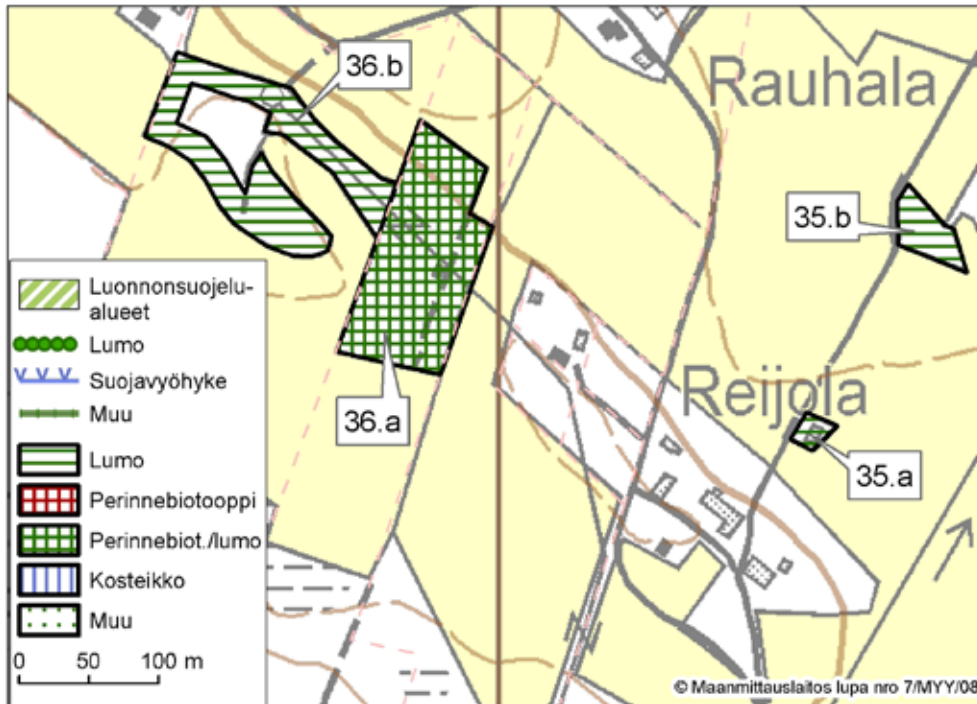 36.b
Rauhala
35.b
Reijola
36.a
35.a
Luonnonsuojelu-
alueet
Lumo
Suojavyöhyke
Muu
Lumo
Perinnebiotooppi
Perinnebiot./lumo
Kosteikko
Muu
0 50 100 m
© Maanmittauslaitos lupa nro 7/MYY/08